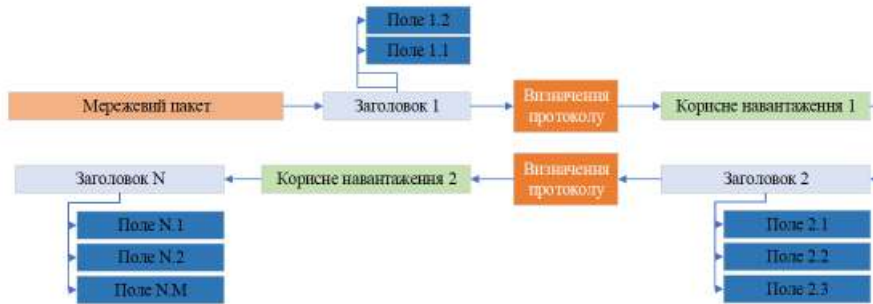 Поле 1.2
Поле 1.1
Мережевий пакет
Заголовок 1
Визначення
протоколу
Корисне навантаження 1
Заголовок N
Корисне навантаження 2
Визначення
протоколу
Заголовок 2
Поле N.1
Поле N.2
Поле N.M
Поле 2.1
Поле 2.2
Поле 2.3